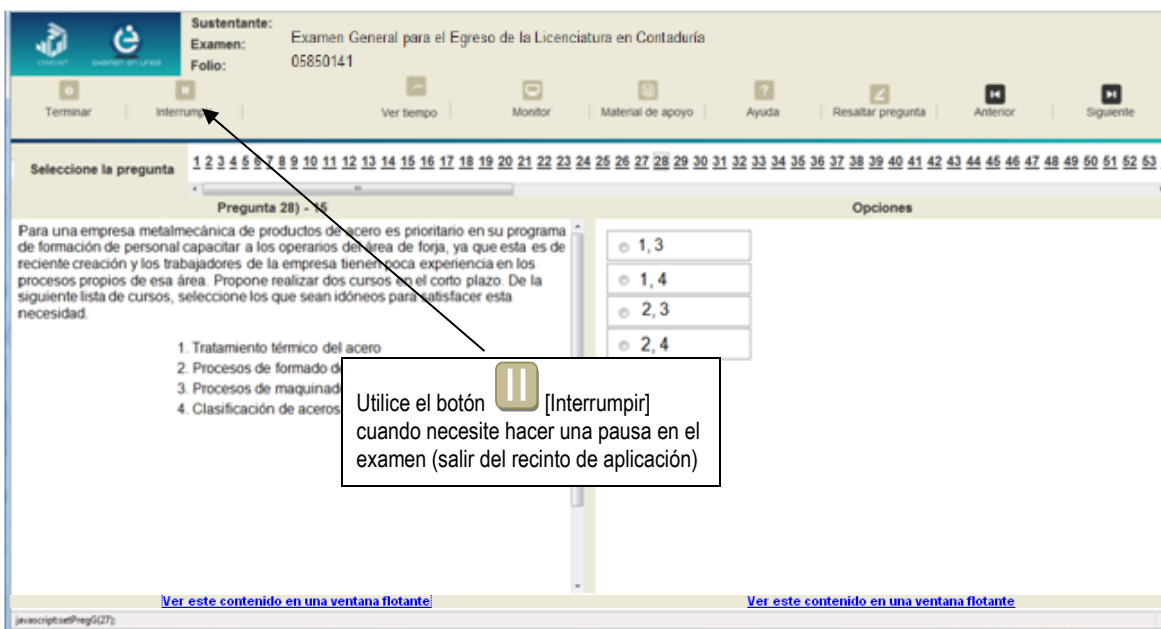 Sustentante:
Examen: Examen General para el Egreso de la Licenciatura en Contaduría
Folio: 05850141
examen en línea
Terminar
Ver tiempo
Monitor
Material de apoyo
Ayuda
Resaltar pregunta
Anterior
Siguiente
Seleccione la pregunta
1 2 3 4 5 6 7 8 9 10 11 12 13 14 15 16 17 18 19 20 21 22 23 24 25 26 27 28 29 30 31 32 33 34 35 36 37 38 39 40 41 42 43 44 45 46 47 48 49 50 51 52 53
Pregunta 28) - 15
Opciones
Para una empresa metalmecánica de productos de acero es prioritario en su programa
de formación de personal capacitar a los operarios del área de forja, ya que esta es de
reciente creación y los trabajadores de la empresa tienen poca experiencia en los
procesos propios de esa área. Propone realizar dos cursos en el corto plazo. De la
siguiente lista de cursos, seleccione los que sean idóneos para satisfacer esta
necesidad.
1. Tratamiento térmico del acero
2. Procesos de formado
3. Procesos de
4. Clasificación de aceros
1, 3
1, 4
2, 3
2, 4
Utilice el botón [Interrumpir]
cuando necesite hacer una pausa en el
examen (salir del recinto de aplicación)
Ver este contenido en una ventana flotante
Ver este contenido en una ventana flotante
javascript:setPregG(27);